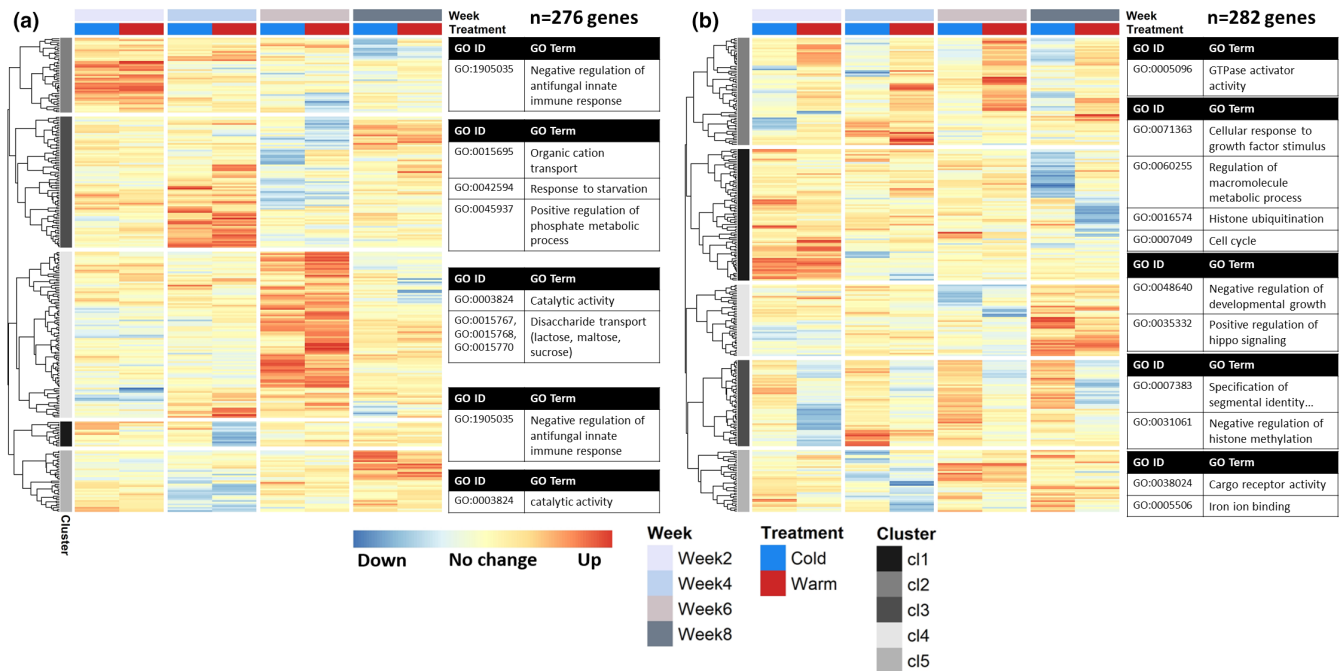 (a)
Week
Treatment
n=276 genes
GO ID GO Term
GO:1905035 Negative regulation of
antifungal innate
immune response
GO ID GO Term
GO:0015695 Organic cation
transport
GO:0042594 Response to starvation
GO:0045937 Positive regulation of
phosphate metabolic
process
GO ID GO Term
GO:0003824 Catalytic activity
GO:0015767, Disaccharide transport
GO:0015768, (lactose, maltose,
GO:0015770 sucrose)
GO ID GO Term
GO:1905035 Negative regulation of
antifungal innate
immune response
GO ID GO Term
GO:0003824 catalytic activity
Cluster
(b)
Week
Treatment
n=282 genes
GO ID GO Term
GO:0005096 GTPase activator
activity
GO ID GO Term
GO:0071363 Cellular response to
growth factor stimulus
GO:0060255 Regulation of
macromolecule
metabolic process
GO:0016574 Histone ubiquitination
GO:0007049 Cell cycle
GO ID GO Term
GO:0048640 Negative regulation of
developmental growth
GO:0035332 Positive regulation of
hippo signaling
GO ID GO Term
GO:0007383 Specification of
segmental identity...
GO:0031061 Negative regulation of
histone methylation
GO ID GO Term
GO:0038024 Cargo receptor activity
GO:0005506 Iron ion binding
Down No change Up
Week
Week2
Week4
Week6
Week8
Treatment
Cold
Warm
Cluster
cl1
cl2
cl3
cl4
cl5